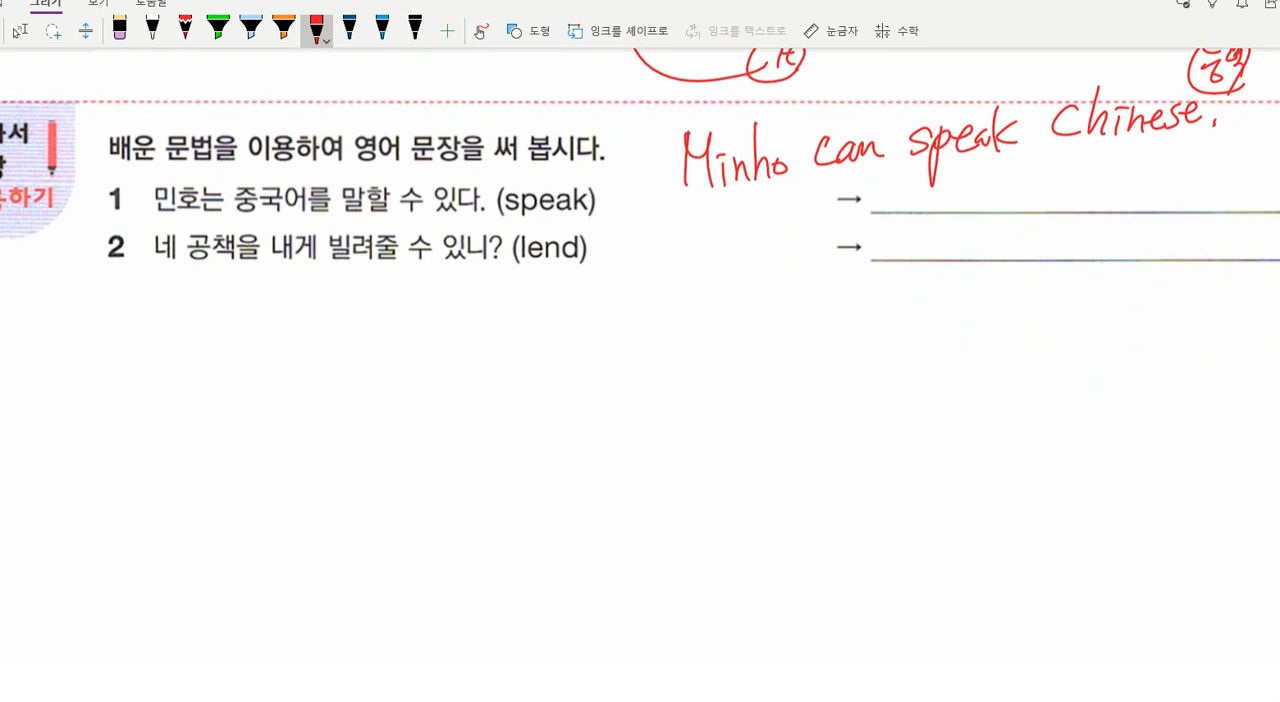 그리기 보기 도움말
도형 잉크를 셰이프로 잉크를 텍스트로 눈금자 수학
배운 문법을 이용하여 영어 문장을 써 봅시다.
Minho can speak Chinese.
1 민호는 중국어를 말할 수 있다. (speak) →
2 네 공책을 내게 빌려줄 수 있니? (lend) →